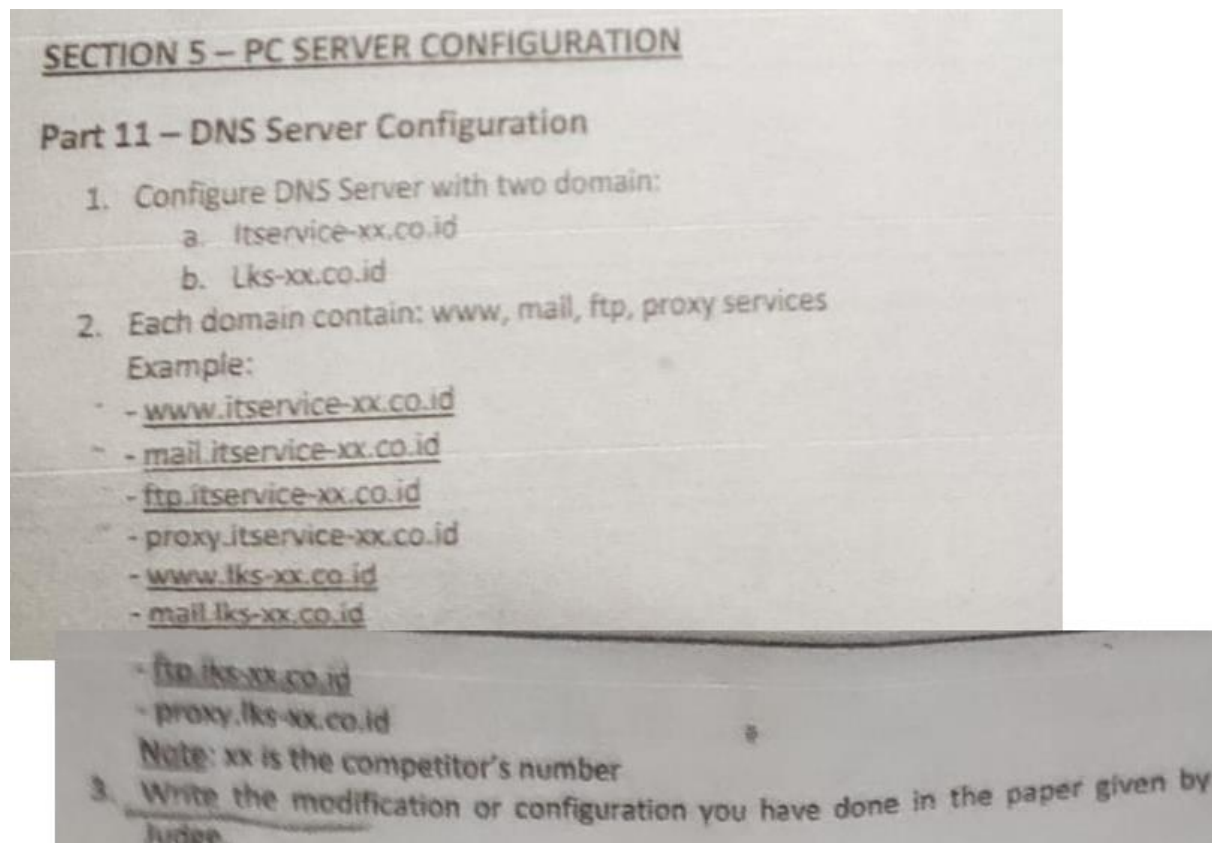 SECTION 5 – PC SERVER CONFIGURATION
Part 11 – DNS Server Configuration
1. Configure DNS Server with two domain:
a. Itservice-xx.co.id
b. Lks-xx.co.id
2. Each domain contain: www, mail, ftp, proxy services
Example:
- www.itservice-xx.co.id
- mail.itservice-xx.co.id
- ftp.itservice-xx.co.id
- proxy.itservice-xx.co.id
- www.lks-xx.co.id
- mail.lks-xx.co.id
- ftp.lks-xx.co.id
- proxy.lks-xx.co.id
Note: xx is the competitor's number
3. Write the modification or configuration you have done in the paper given by
Judge